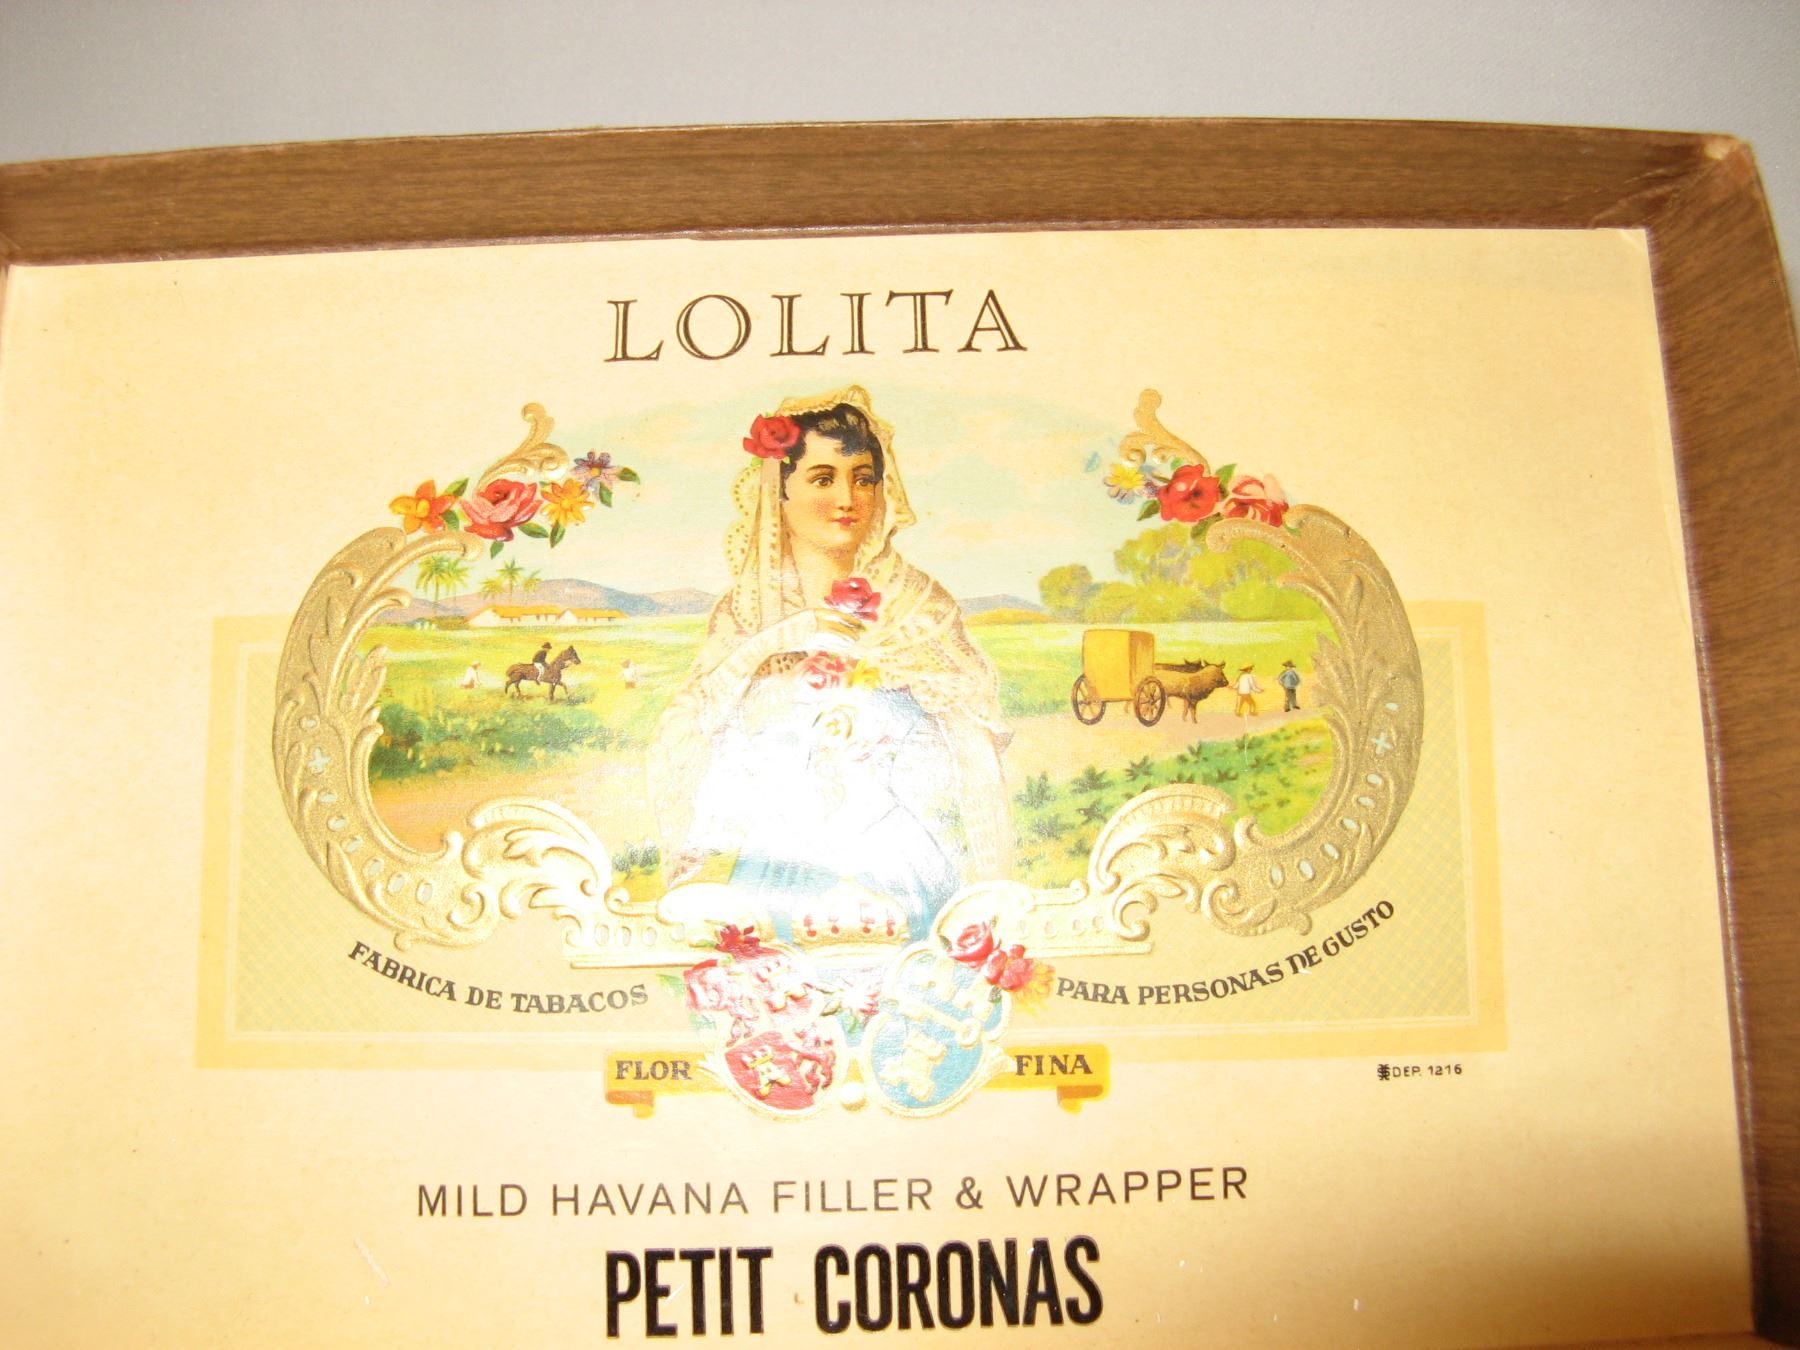 LOLITA
FABRICA DE TABACOS
PARA PERSONAS DE GUSTO
FLOR FINA
DEP. 1216
MILD HAVANA FILLER & WRAPPER
PETIT CORONAS